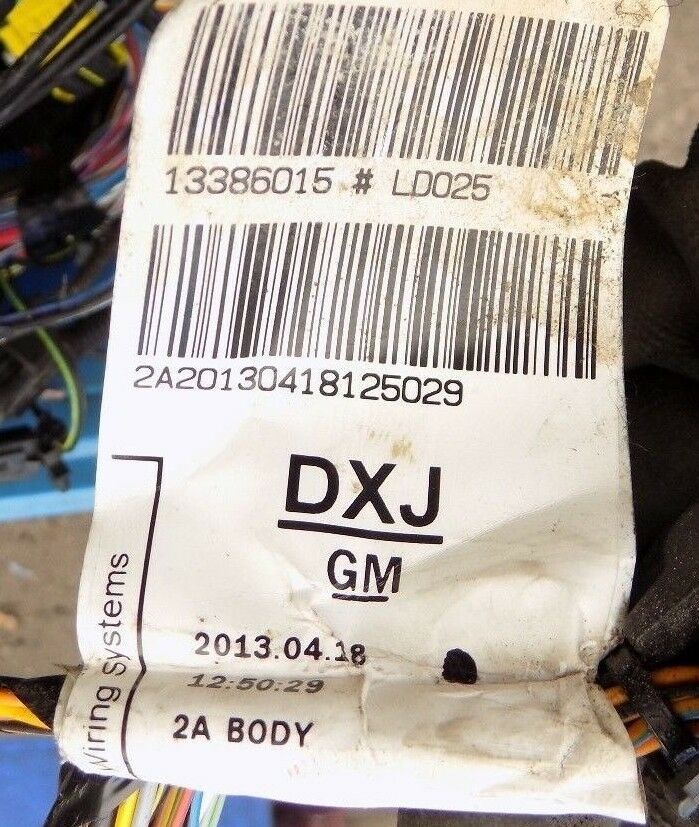 13386015 # LD025
2A20130418125029
DXJ
GM
2013.04.18
12:50:29
2A BODY
Wiring systems